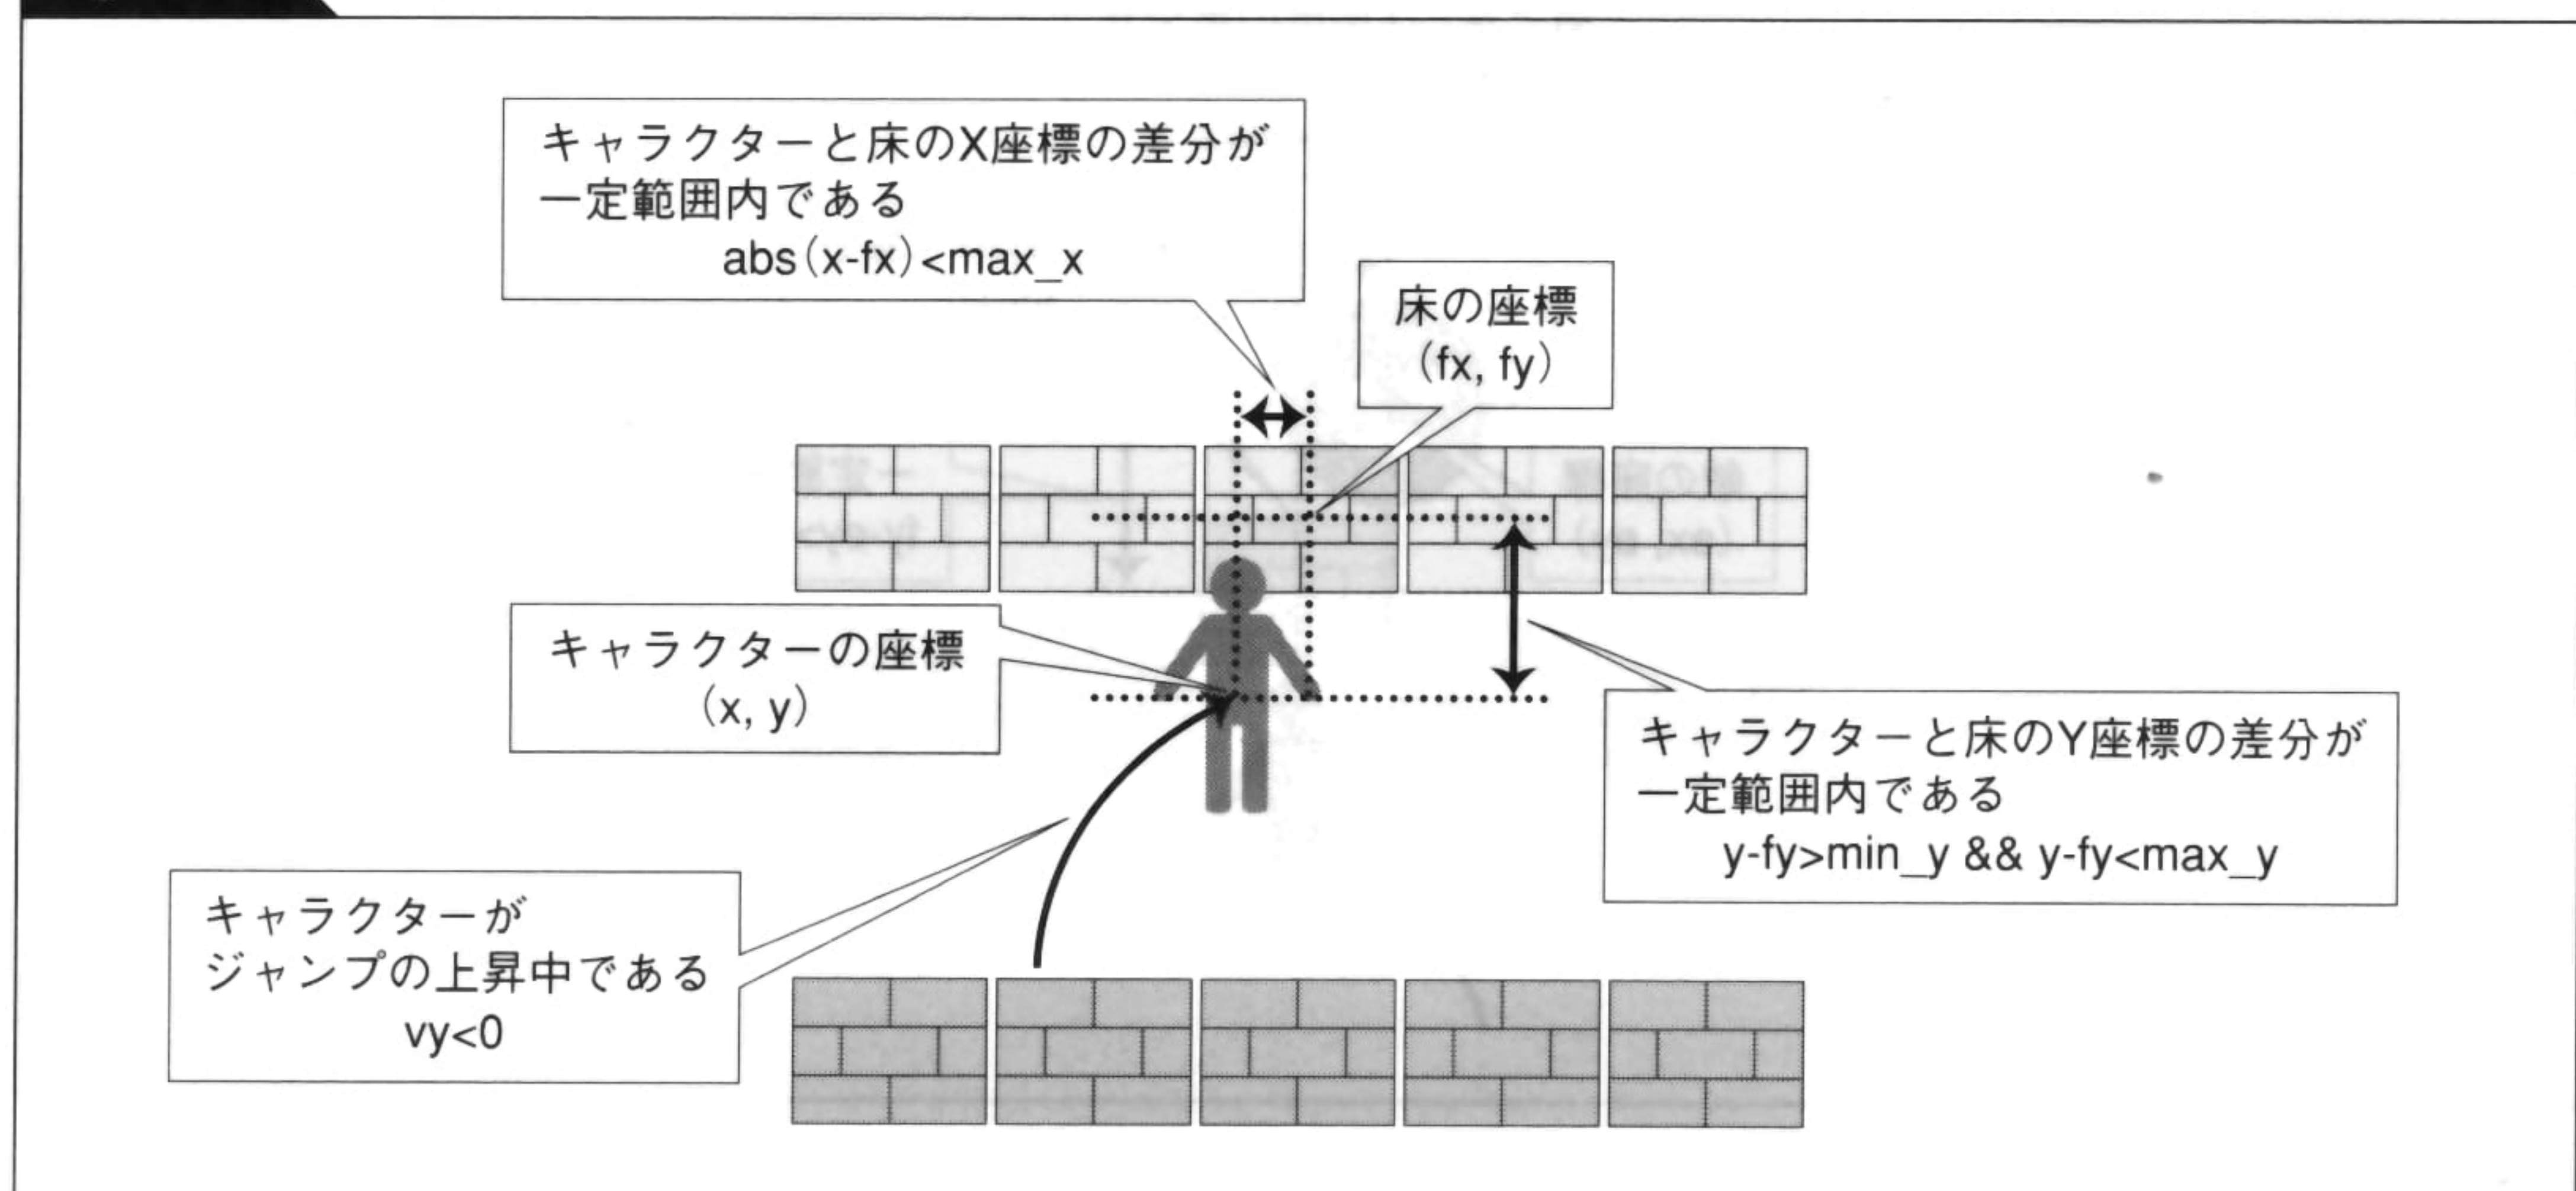 キャラクターと床のX座標の差分が
一定範囲内である
abs(x-fx)<max_x
床の座標
(fx, fy)
キャラクターの座標
(x, y)
キャラクターと床のY座標の差分が
一定範囲内である
y-fy>min_y && y-fy<max_y
キャラクターが
ジャンプの上昇中である
vy<0